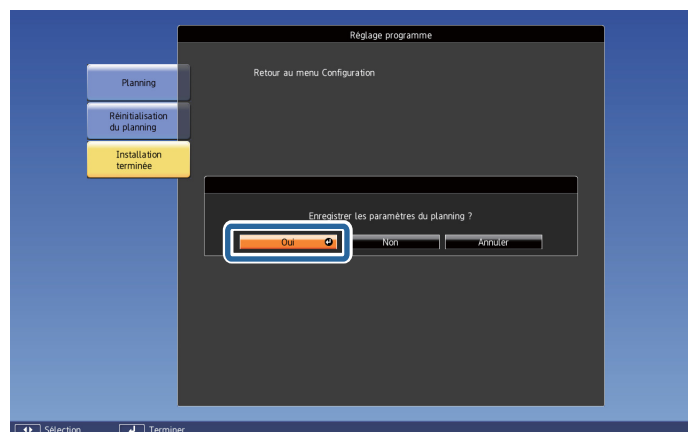 Réglage programme
Retour au menu Configuration
Planning
Réinitialisation
du planning
Installation
terminée
Enregistrer les paramètres du planning ?
Oui
Non
Annuler
Sélection
Terminer